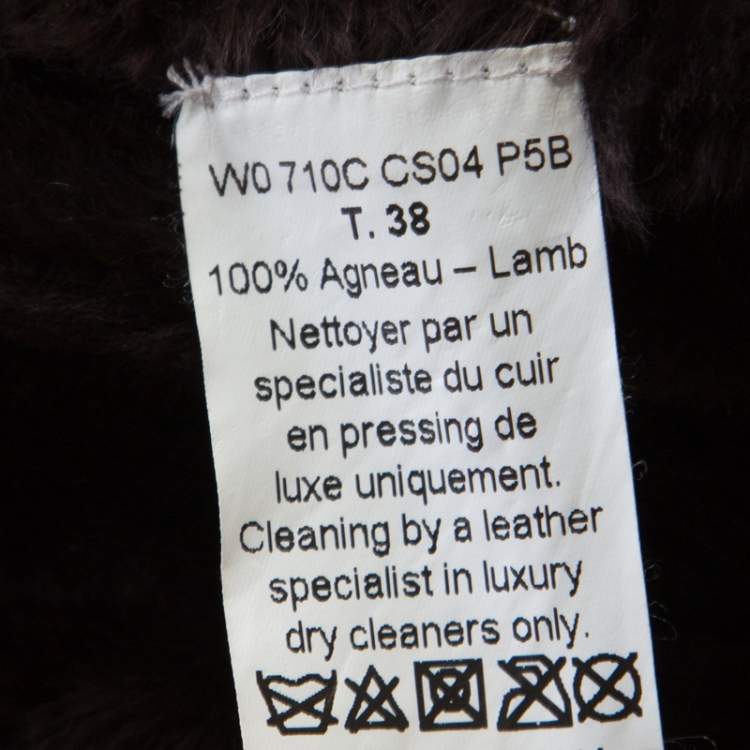 W0 710C CS04 P5B
T. 38
100% Agneau – Lamb
Nettoyer par un
specialiste du cuir
en pressing de
luxe uniquement.
Cleaning by a leather
specialist in luxury
dry cleaners only.